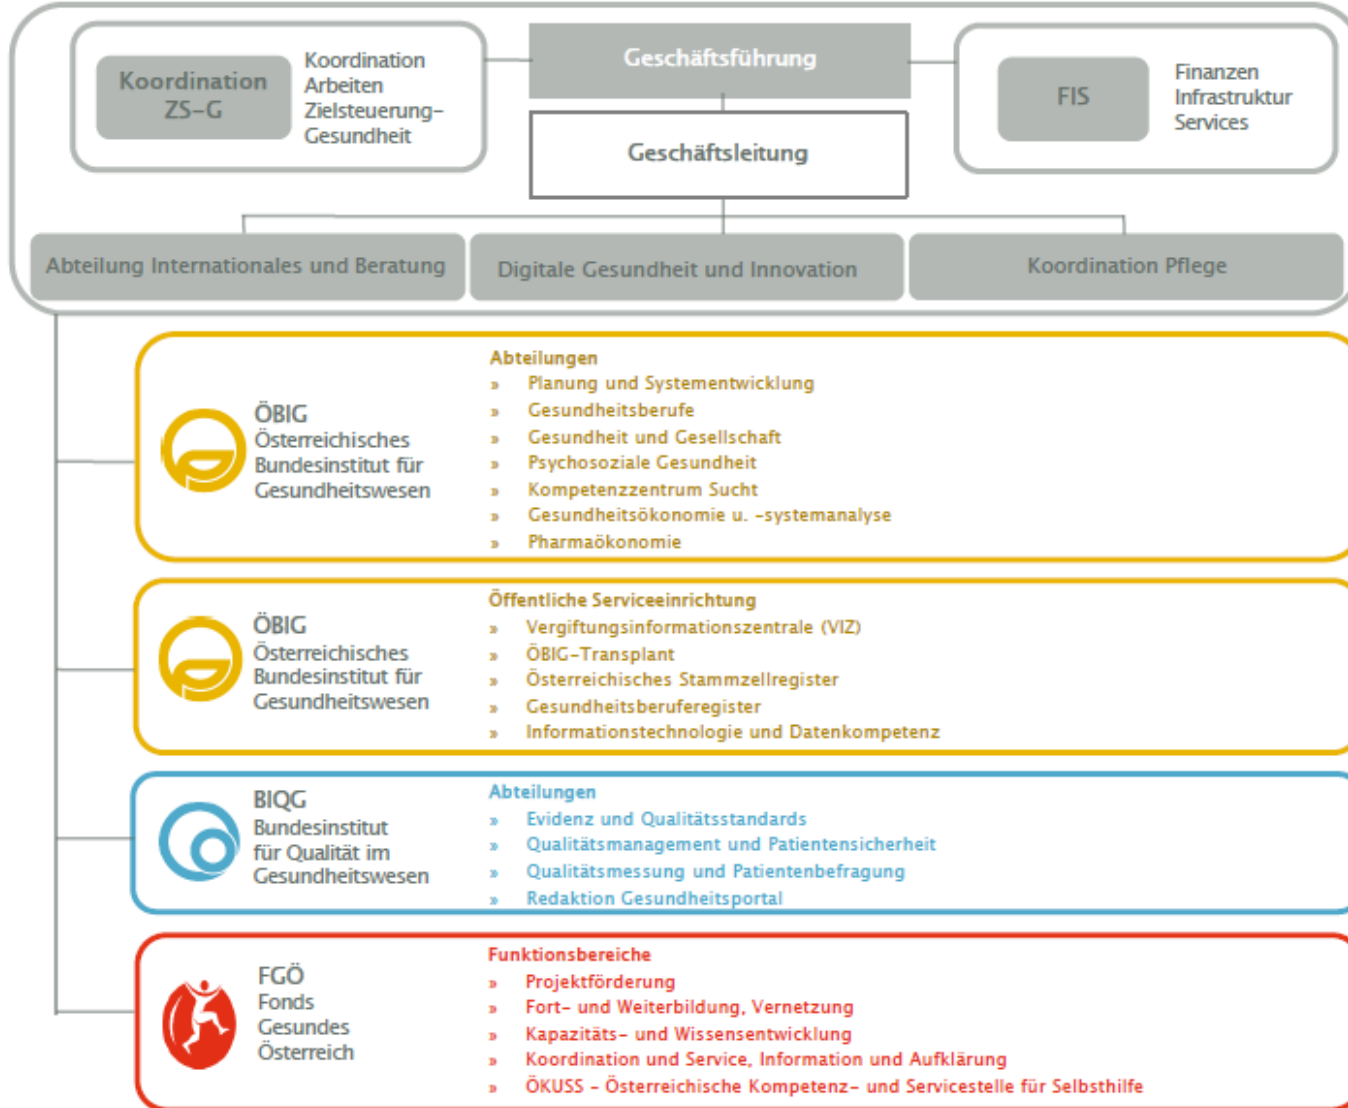 Koordination
ZS-G
Koordination
Arbeiten
Zielsteuerung-
Gesundheit
Geschäftsführung
FIS
Finanzen
Infrastruktur
Services
Geschäftsleitung
Abteilung Internationales und Beratung
Digitale Gesundheit und Innovation
Koordination Pflege
ÖBIG
Österreichisches
Bundesinstitut für
Gesundheitswesen
Abteilungen
» Planung und Systementwicklung
» Gesundheitsberufe
» Gesundheit und Gesellschaft
» Psychosoziale Gesundheit
» Kompetenzzentrum Sucht
» Gesundheitsökonomie u. -systemanalyse
» Pharmaökonomie
ÖBIG
Österreichisches
Bundesinstitut für
Gesundheitswesen
Öffentliche Serviceeinrichtung
» Vergiftungsinformationszentrale (VIZ)
» ÖBIG-Transplant
» Österreichisches Stammzellregister
» Gesundheitsberuferegister
» Informationstechnologie und Datenkompetenz
BIQG
Bundesinstitut
für Qualität im
Gesundheitswesen
Abteilungen
» Evidenz und Qualitätsstandards
» Qualitätsmanagement und Patientensicherheit
» Qualitätsmessung und Patientenbefragung
» Redaktion Gesundheitsportal
FGÖ
Fonds
Gesundes
Österreich
Funktionsbereiche
» Projektförderung
» Fort- und Weiterbildung, Vernetzung
» Kapazitäts- und Wissensentwicklung
» Koordination und Service, Information und Aufklärung
» ÖKUSS - Österreichische Kompetenz- und Servicestelle für Selbsthilfe